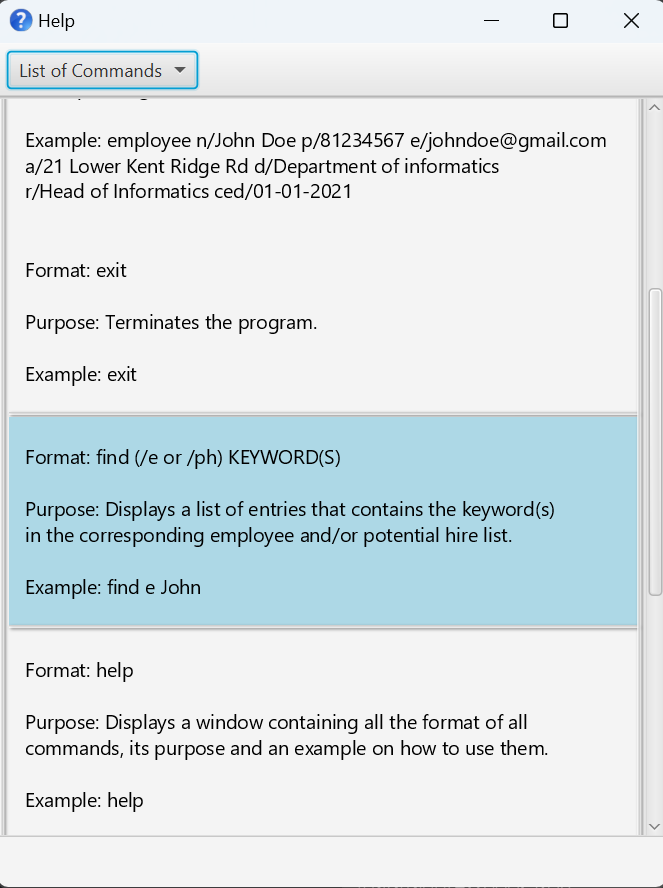 Help
List of Commands
Example: employee n/John Doe p/81234567 e/johndoe@gmail.com
a/21 Lower Kent Ridge Rd d/Department of informatics
r/Head of Informatics ced/01-01-2021
Format: exit
Purpose: Terminates the program.
Example: exit
Format: find (/e or /ph) KEYWORD(S)
Purpose: Displays a list of entries that contains the keyword(s)
in the corresponding employee and/or potential hire list.
Example: find e John
Format: help
Purpose: Displays a window containing all the format of all
commands, its purpose and an example on how to use them.
Example: help